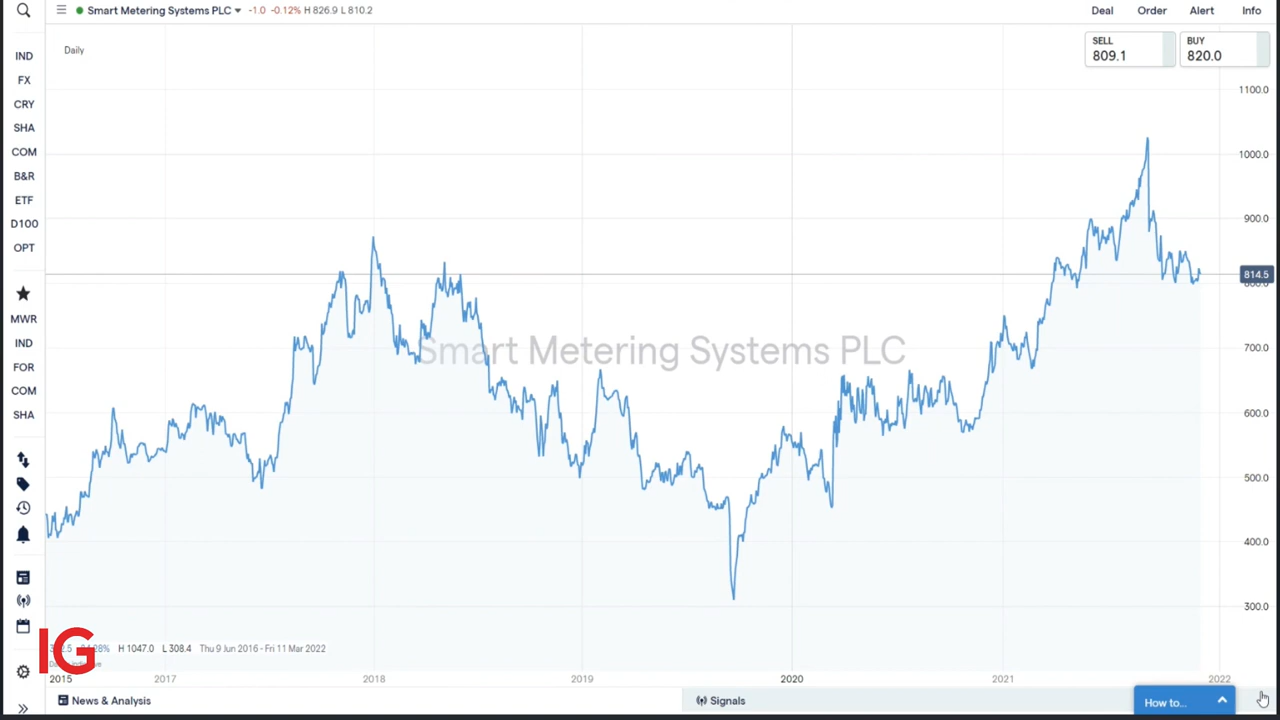 Smart Metering Systems PLC -1.0 -0.12% H 826.9 L 810.2
Deal Order Alert Info
Daily
SELL
809.1
BUY
820.0
IND
FX
CRY
SHA
COM
B&R
ETF
D100
OPT
MWR
IND
FOR
COM
SHA
1100.0
1000.0
900.0
814.5
800.0
700.0
600.0
500.0
400.0
300.0
Smart Metering Systems PLC
IG
H 1047.0 L 308.4 Thu 9 Jun 2016 - Fri 11 Mar 2022
2015 2017 2018 2019 2020 2021 2022
News & Analysis
Signals
How to...